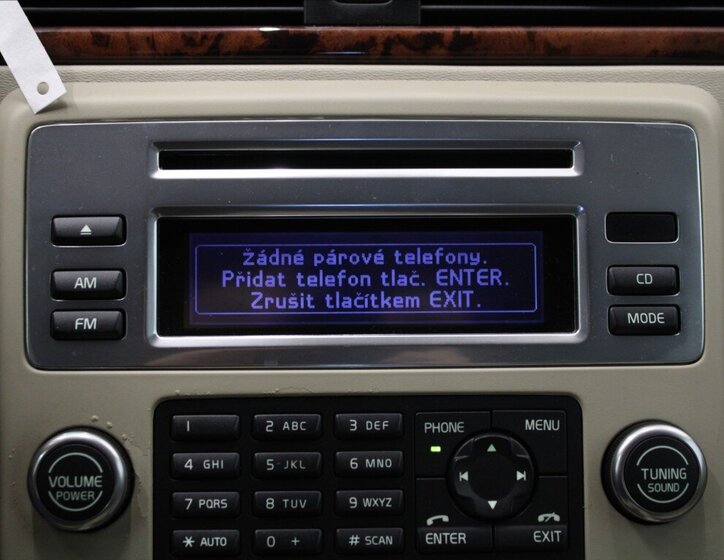 Žádné párové telefony.
Přidat telefon tlač. ENTER.
Zrušit tlačítkem EXIT.
AM
FM
CD
MODE
VOLUME
POWER
TUNING
SOUND
1
2 ABC
3 DEF
4 GHI
5 JKL
6 MNO
7 PQRS
8 TUV
9 WXYZ
* AUTO
0 +
# SCAN
PHONE
MENU
ENTER
EXIT